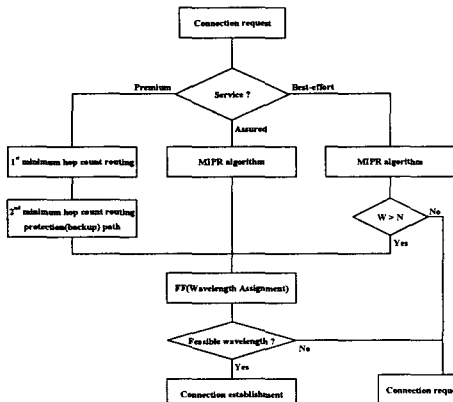 Connection request
Service ?
Premium
Best-effort
Assured
1st minimum hop count routing
MIPR algorithm
MIPR algorithm
2nd minimum hop count routing
protection(backup) path
W > N
No
Yes
FF(Wavelength Assignment)
Feasible wavelength ?
No
Yes
Connection establishment
Connection reque